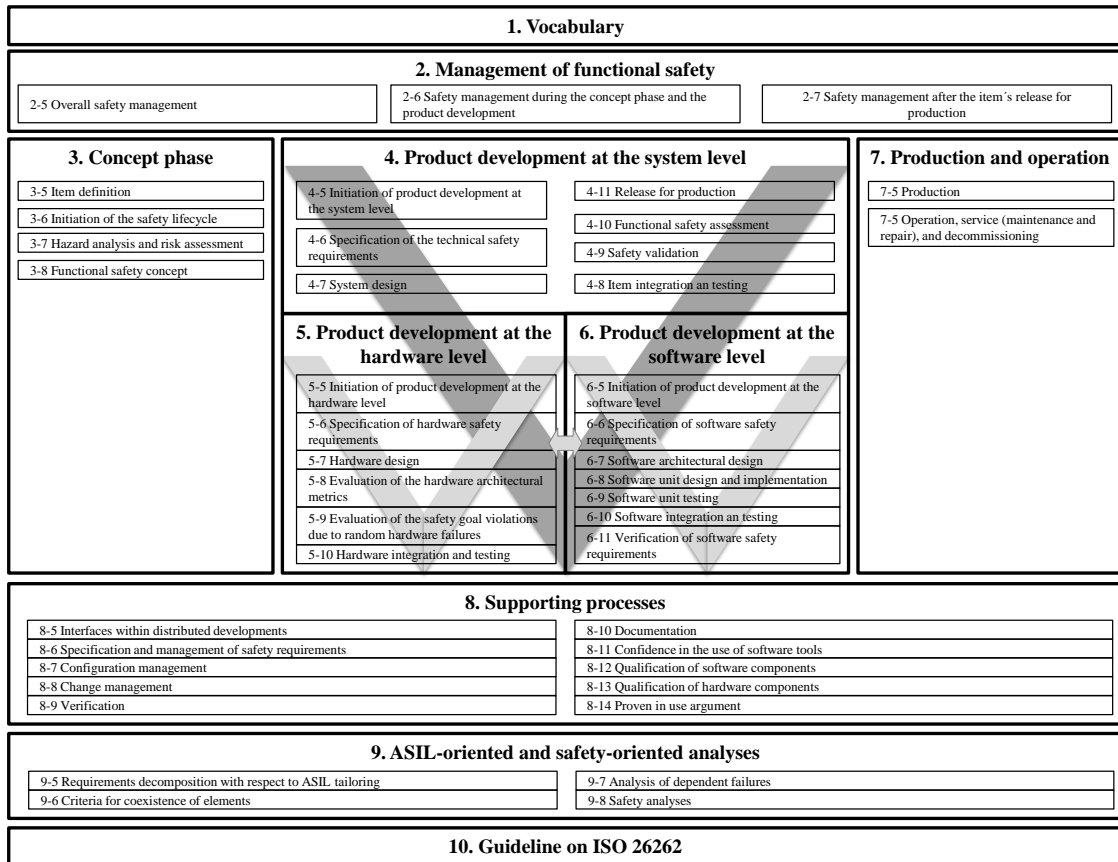 1. Vocabulary
2. Management of functional safety
2-5 Overall safety management
2-6 Safety management during the concept phase and the
product development
2-7 Safety management after the item´s release for
production
3. Concept phase
3-5 Item definition
3-6 Initiation of the safety lifecycle
3-7 Hazard analysis and risk assessment
3-8 Functional safety concept
4. Product development at the system level
4-5 Initiation of product development at
the system level
4-6 Specification of the technical safety
requirements
4-7 System design
4-11 Release for production
4-10 Functional safety assessment
4-9 Safety validation
4-8 Item integration an testing
5. Product development at the
hardware level
5-5 Initiation of product development at the
hardware level
5-6 Specification of hardware safety
requirements
5-7 Hardware design
5-8 Evaluation of the hardware architectural
metrics
5-9 Evaluation of the safety goal violations
due to random hardware failures
5-10 Hardware integration and testing
6. Product development at the
software level
6-5 Initiation of product development at the
software level
6-6 Specification of software safety
requirements
6-7 Software architectural design
6-8 Software unit design and implementation
6-9 Software unit testing
6-10 Software integration an testing
6-11 Verification of software safety
requirements
7. Production and operation
7-5 Production
7-5 Operation, service (maintenance and
repair), and decommissioning
8. Supporting processes
8-5 Interfaces within distributed developments
8-6 Specification and management of safety requirements
8-7 Configuration management
8-8 Change management
8-9 Verification
8-10 Documentation
8-11 Confidence in the use of software tools
8-12 Qualification of software components
8-13 Qualification of hardware components
8-14 Proven in use argument
9. ASIL-oriented and safety-oriented analyses
9-5 Requirements decomposition with respect to ASIL tailoring
9-6 Criteria for coexistence of elements
9-7 Analysis of dependent failures
9-8 Safety analyses
10. Guideline on ISO 26262